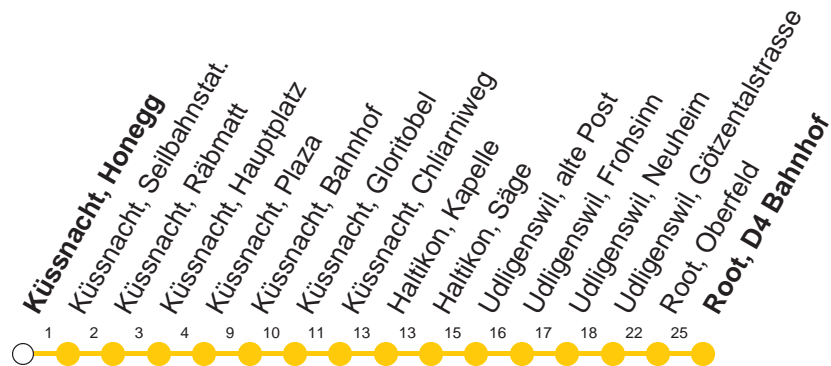 Küssnacht, Honegg
Küssnacht, Seilbahnstat.
Küssnacht, Räbmatt
Küssnacht, Hauptplatz
Küssnacht, Plaza
Küssnacht, Bahnhof
Küssnacht, Gloritobel
Küssnacht, Chliarniweg
Haltikon, Kapelle
Haltikon, Säge
Udligenswil, alte Post
Udligenswil, Frohsinn
Udligenswil, Neuheim
Udligenswil, Götzentalstrasse
Root, Oberfeld
Root, D4 Bahnhof
1 2 3 4 9 10 11 13 13 15 16 17 18 22 25